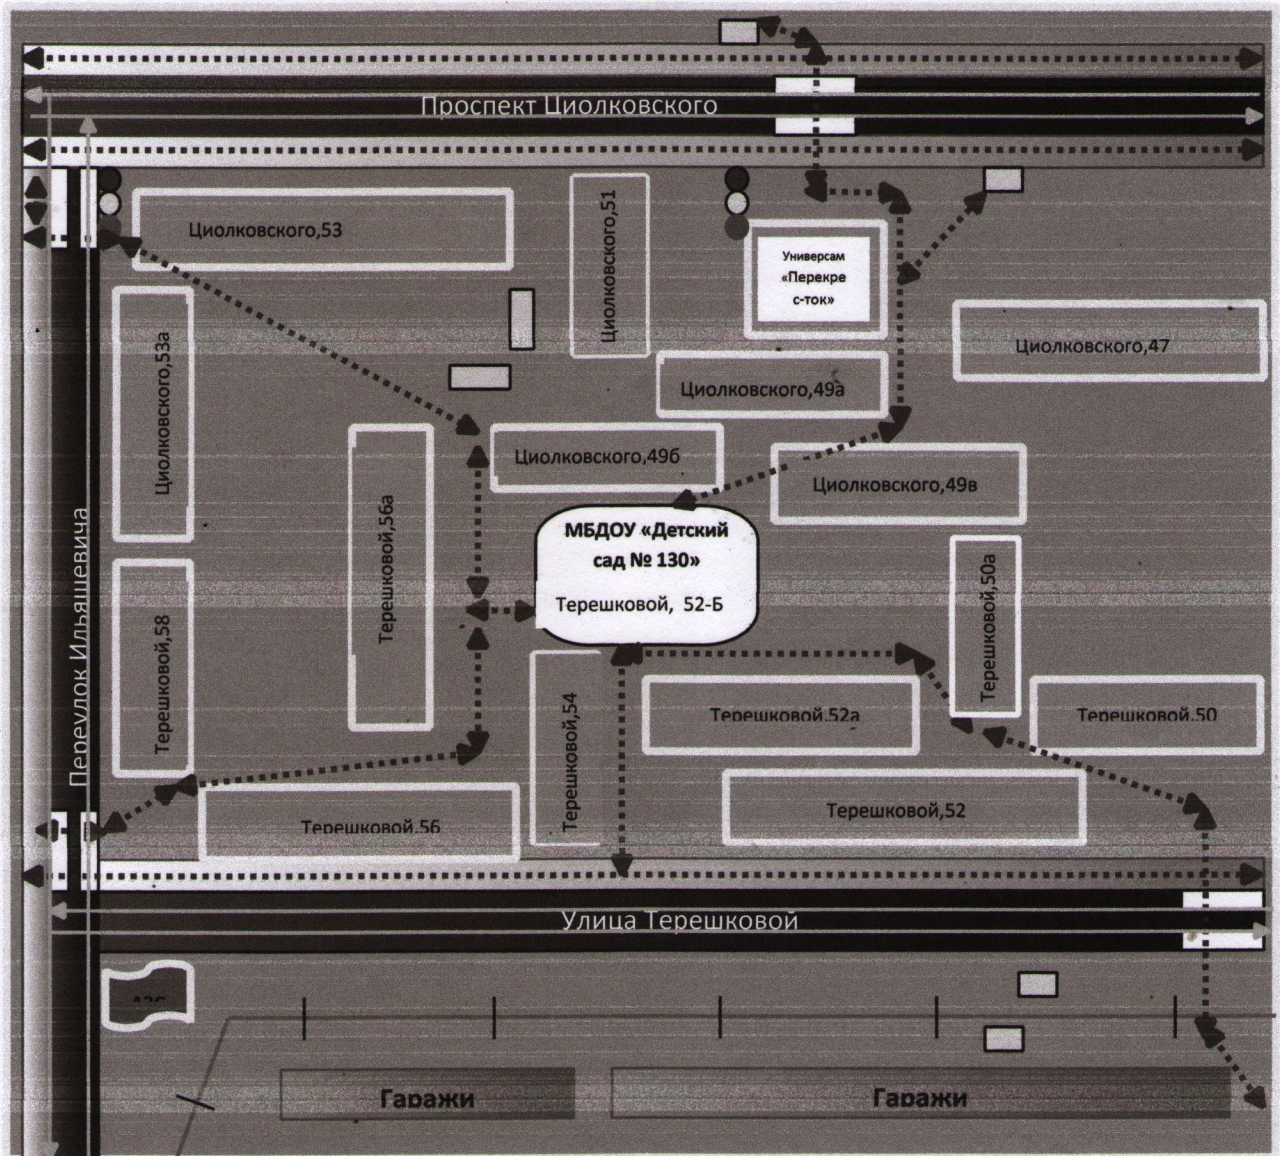 Проспект Циолковского
Циолковского,53
Циолковского,51
Универсам
«Перекре
с-ток»
Циолковского,53а
Циолковского,47
Циолковского,49а
Циолковского,49б
Циолковского,49в
Терешковой,56а
МБДОУ «Детский
сад № 130»
Терешковой, 52-Б
Терешковой,50а
Переулок Ильяшевича
Терешковой,58
Терешковой,54
Терешковой,52а
Терешковой,50
Терешковой,56
Терешковой,52
Улица Терешковой
АЗС
Гаражи
Гаражи